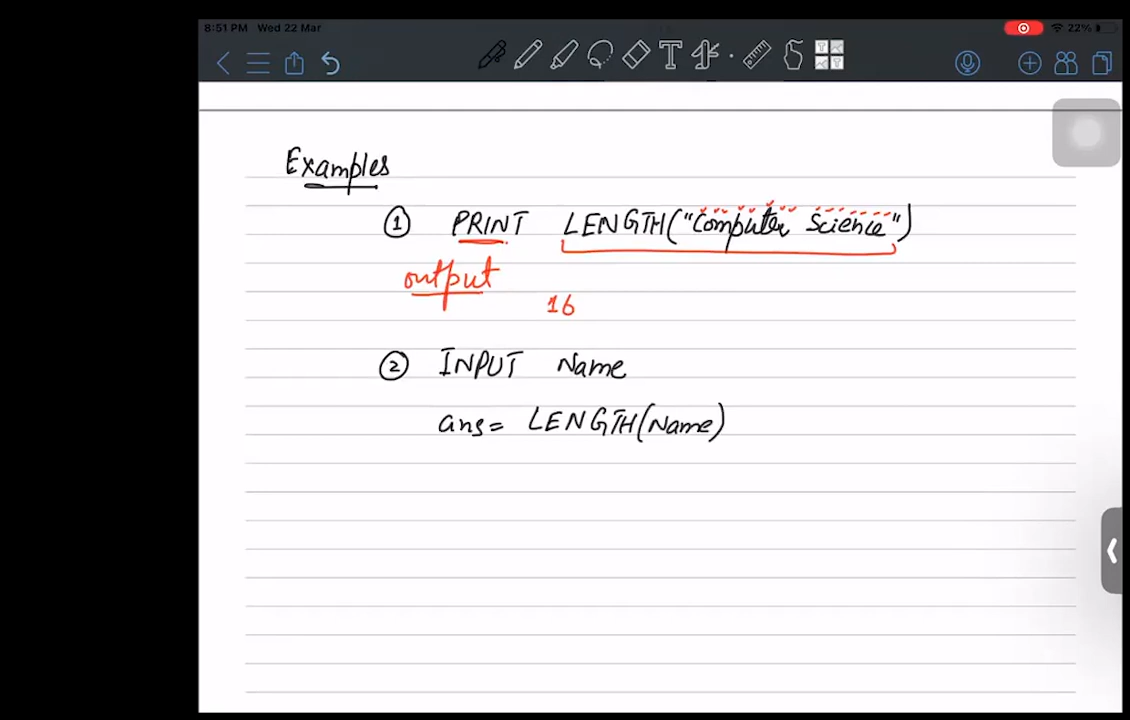 8:51 PM Wed 22 Mar
22%
Examples
① PRINT LENGTH("Computer Science")
output
16
② INPUT Name
ans= LENGTH(Name)